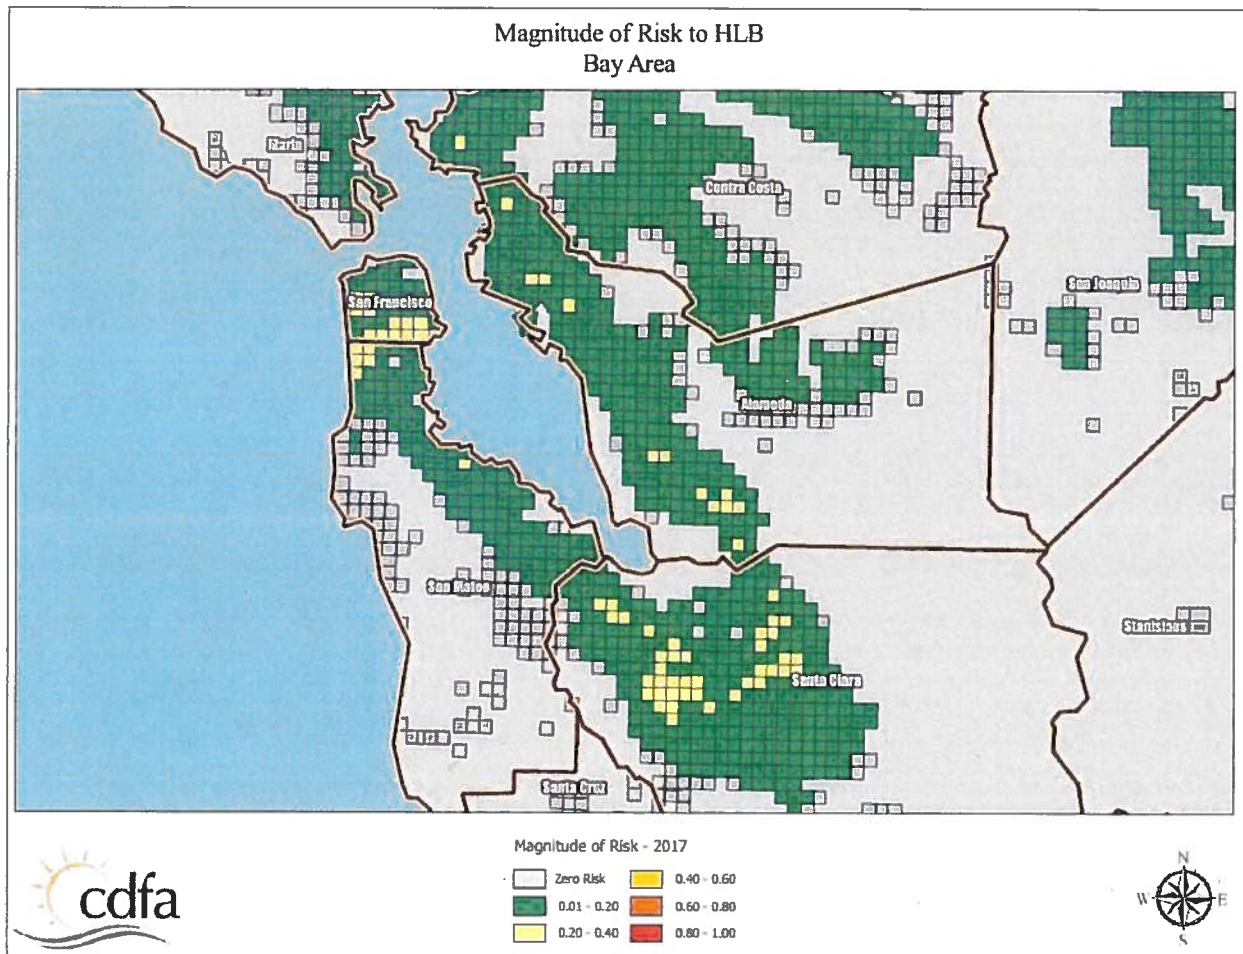 Magnitude of Risk to HLB
Bay Area
Marin
Contra Costa
San Francisco
San Joaquin
Alameda
San Mateo
Stanislaus
Santa Clara
Santa Cruz
Magnitude of Risk - 2017
Zero Risk
0.40 - 0.60
0.01 - 0.20
0.60 - 0.80
0.20 - 0.40
0.80 - 1.00
cdfa
N
W
E
S